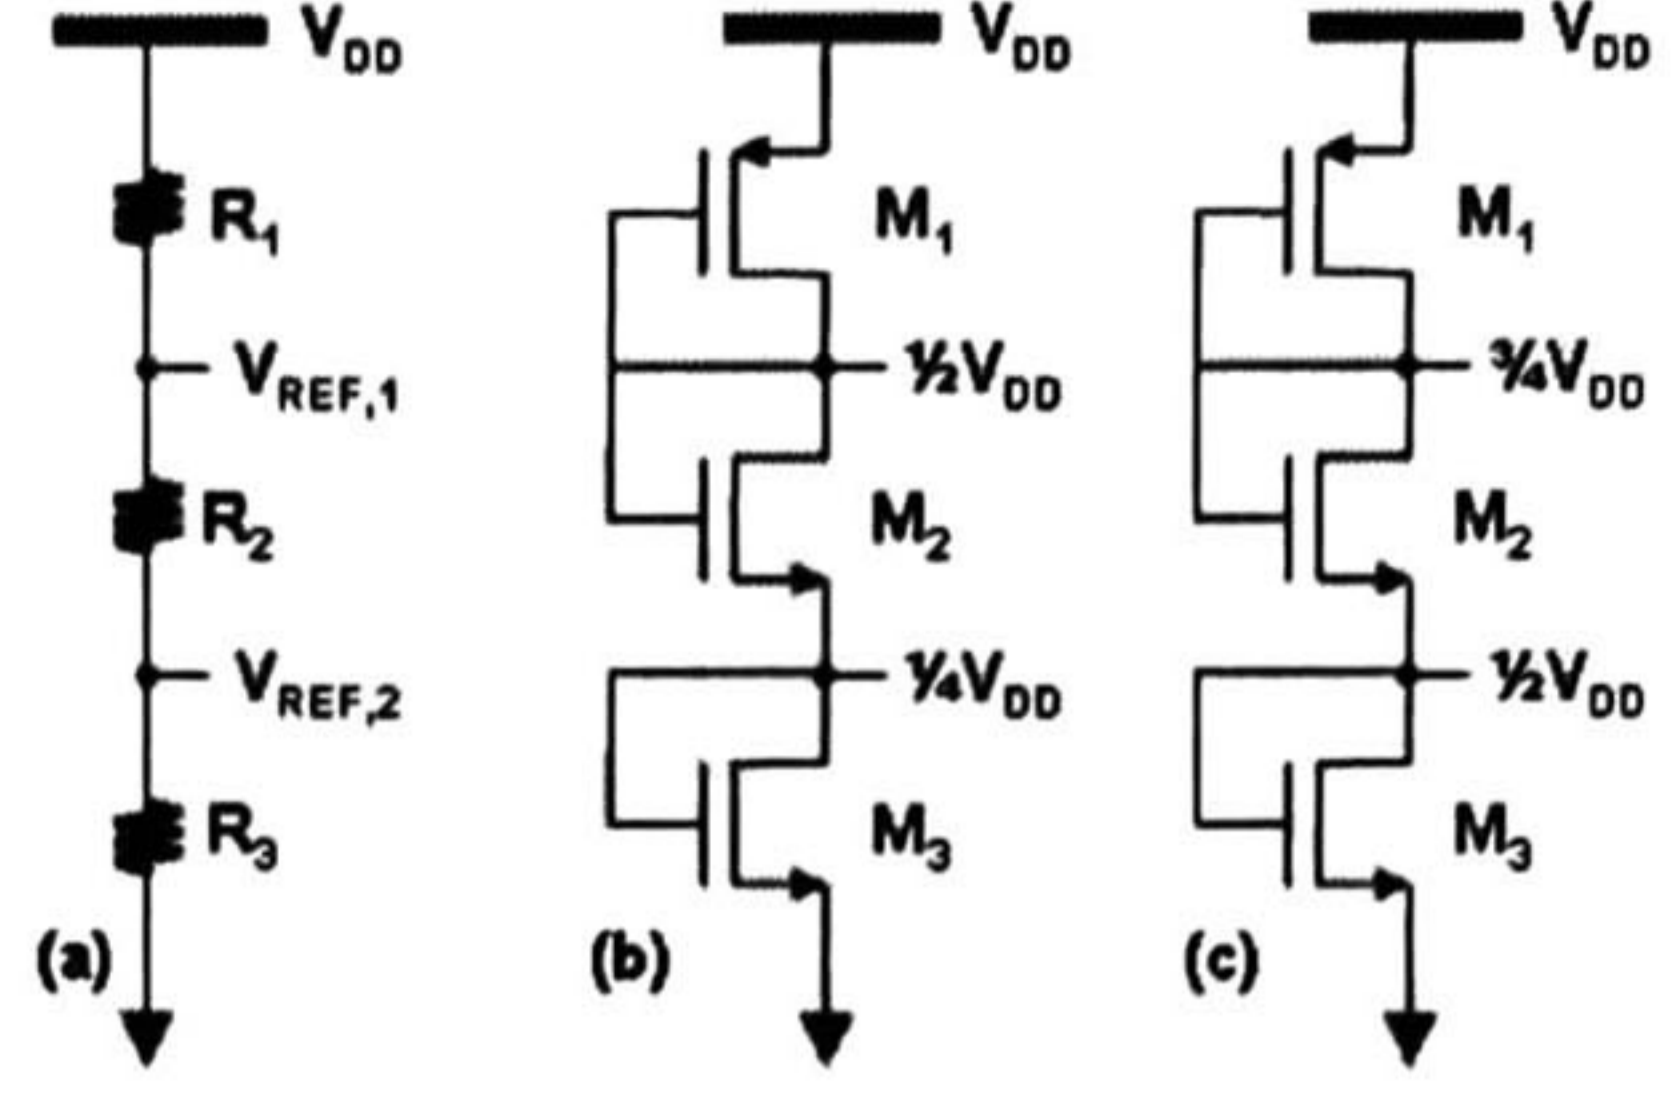 V_DD
R_1
V_REF,1
R_2
V_REF,2
R_3
(a)
V_DD
M_1
½V_DD
M_2
¼V_DD
M_3
(b)
V_DD
M_1
¾V_DD
M_2
½V_DD
M_3
(c)